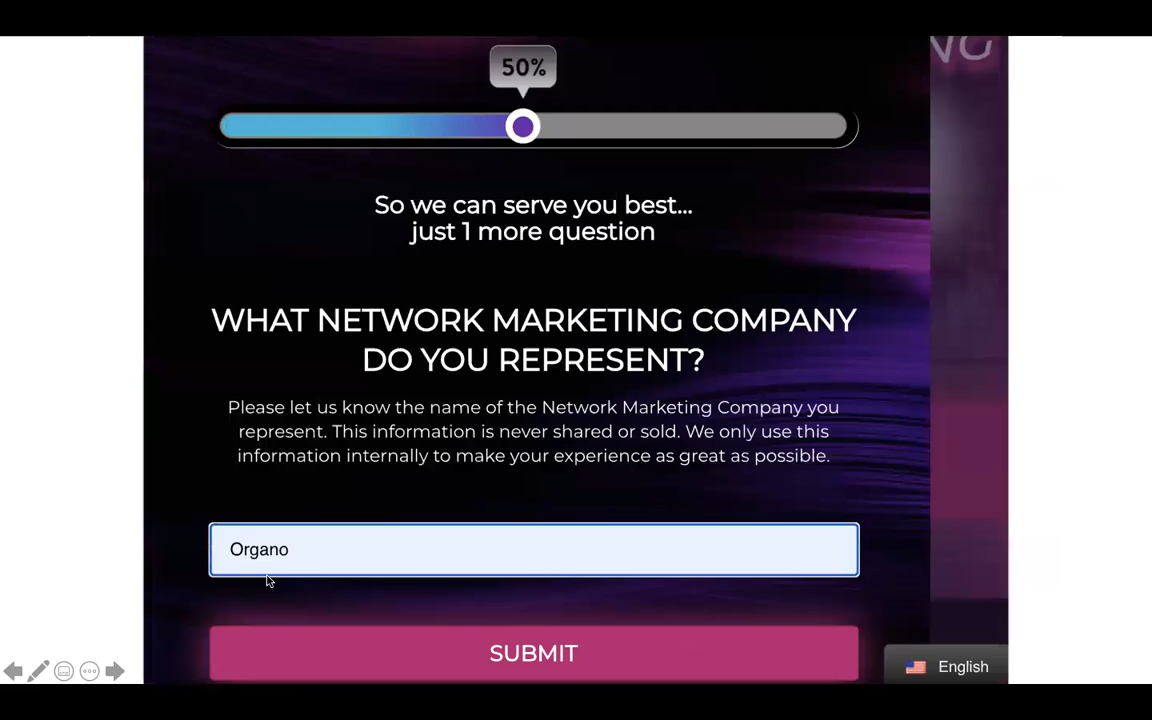 NG
50%
So we can serve you best...
just 1 more question
WHAT NETWORK MARKETING COMPANY
DO YOU REPRESENT?
Please let us know the name of the Network Marketing Company you
represent. This information is never shared or sold. We only use this
information internally to make your experience as great as possible.
Organo
SUBMIT
English